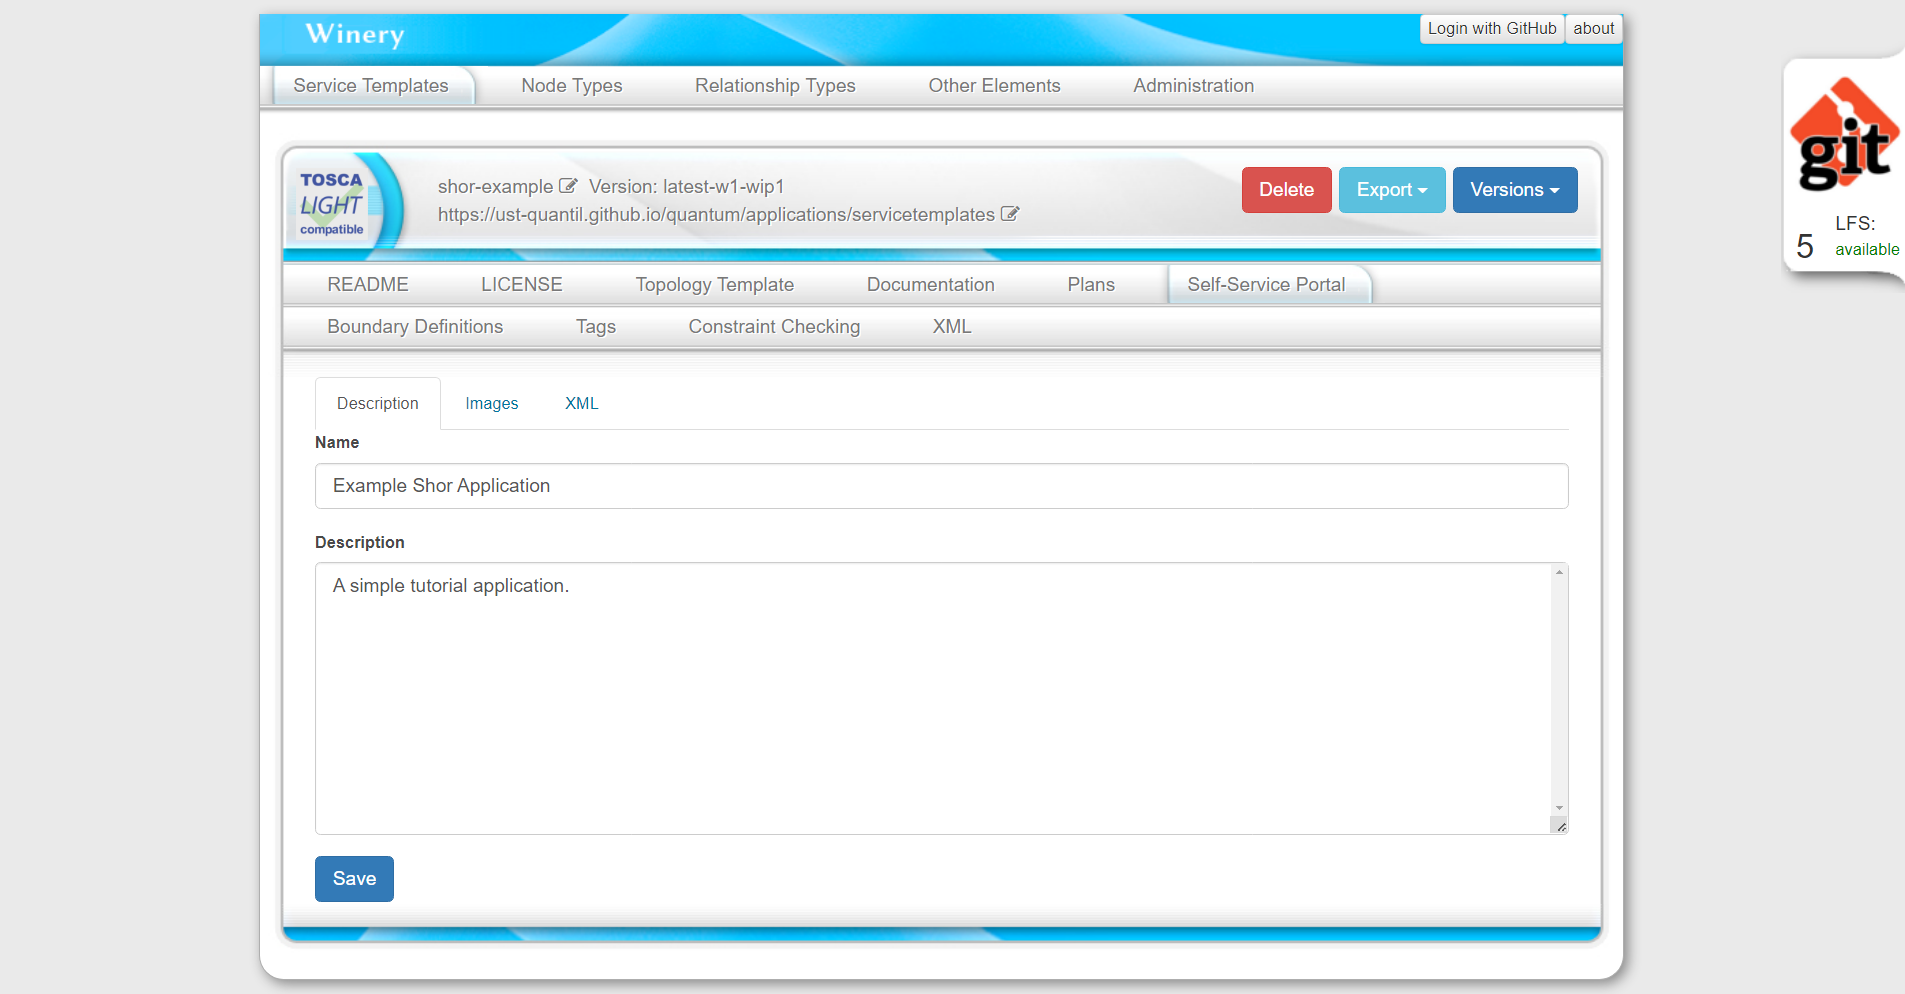 Winery
Login with GitHub about
Service Templates Node Types Relationship Types Other Elements Administration
git
LFS:
5 available
TOSCA
LIGHT
compatible
shor-example Version: latest-w1-wip1
https://ust-quantil.github.io/quantum/applications/servicetemplates
Delete Export Versions
README LICENSE Topology Template Documentation Plans Self-Service Portal
Boundary Definitions Tags Constraint Checking XML
Description Images XML
Name
Example Shor Application
Description
A simple tutorial application.
Save